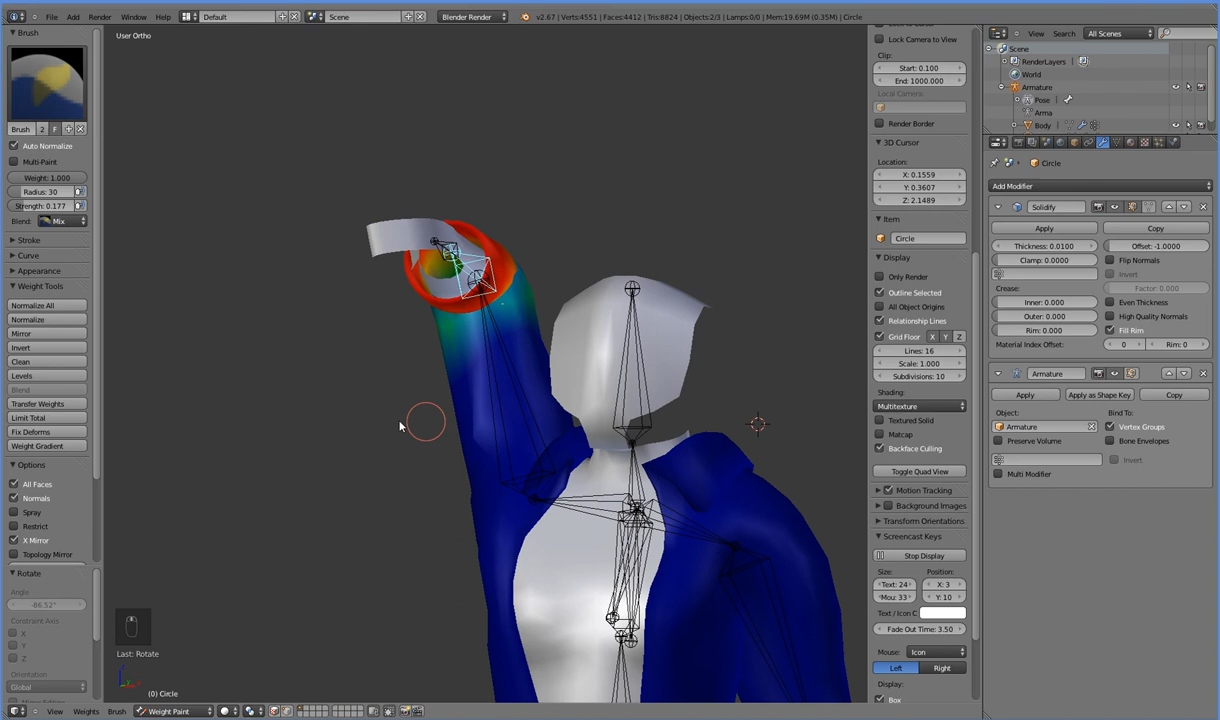 File Add Render Window Help Default Scene Blender Render v2.67 | Verts:4551 | Faces:4412 | Tris:8824 | Objects:2/3 | Lamps:0/0 | Mem:19.69M (0.35M) | Circle
Brush
Brush 2 F
Auto Normalize
Multi-Paint
Weight: 1.000
Radius: 30
Strength: 0.177
Blend: Mix
Stroke
Curve
Appearance
Weight Tools
Normalize All
Normalize
Mirror
Invert
Clean
Levels
Blend
Transfer Weights
Limit Total
Fix Deforms
Weight Gradient
Options
All Faces
Normals
Spray
Restrict
X Mirror
Topology Mirror
Rotate
Angle
-86.52°
Constraint Axis
X
Y
Z
Orientation
Global
User Ortho
Last: Rotate
(0) Circle
View Weights Brush Weight Paint
Lock Camera to View
Clip:
Start: 0.100
End: 1000.000
Local Camera:
Render Border
3D Cursor
Location:
X: 0.1559
Y: 0.3607
Z: 2.1489
Item
Circle
Display
Only Render
Outline Selected
All Object Origins
Relationship Lines
Grid Floor X Y Z
Lines: 16
Scale: 1.000
Subdivisions: 10
Shading:
Multitexture
Textured Solid
Matcap
Backface Culling
Toggle Quad View
Motion Tracking
Background Images
Transform Orientations
Screencast Keys
Stop Display
Size: Position:
Text: 24 X: 3
Mou: 33 Y: 10
Text / Icon C
Fade Out Time: 3.50
Mouse: Icon
Left Right
Display:
Box
View Search All Scenes
Scene
RenderLayers
World
Armature
Pose
Arma
Body
Circle
Add Modifier
Solidify
Apply Copy
Thickness: 0.0100 Offset: -1.0000
Clamp: 0.0000 Flip Normals
Invert
Crease: Factor: 0.000
Inner: 0.000 Even Thickness
Outer: 0.000 High Quality Normals
Rim: 0.000 Fill Rim
Material Index Offset: 0 Rim: 0
Armature
Apply Apply as Shape Key Copy
Object: Bind To:
Armature Vertex Groups
Preserve Volume Bone Envelopes
Invert
Multi Modifier